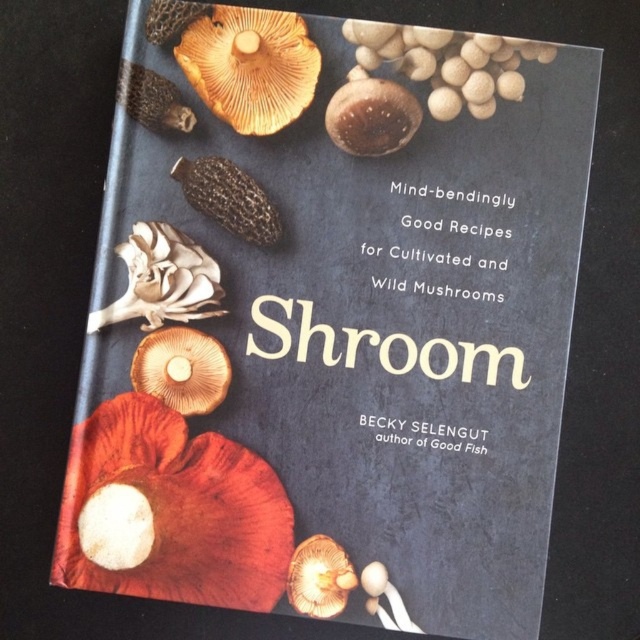 Mind-bendingly
Good Recipes
for Cultivated and
Wild Mushrooms
Shroom
BECKY SELENGUT
author of Good Fish